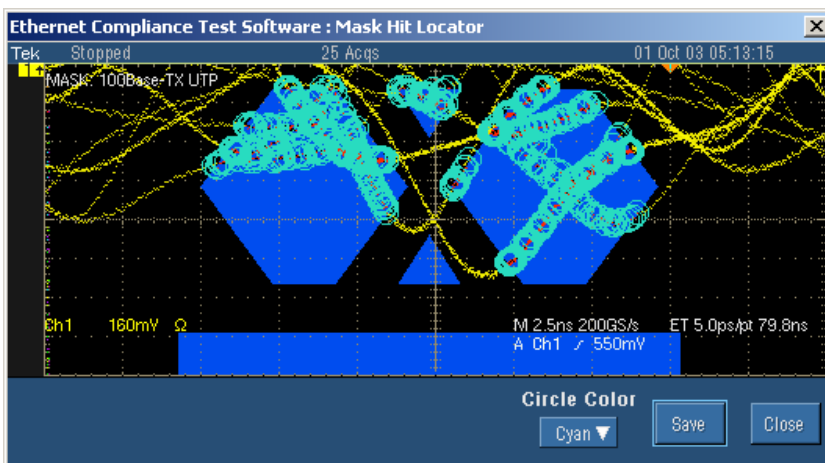 Ethernet Compliance Test Software : Mask Hit Locator
Tek Stopped 25 Acqs 01 Oct 03 05:13:15
1
MASK: 100Base-TX UTP
Ch1 160mV Ω M 2.5ns 200GS/s ET 5.0ps/pt 79.8ns
A Ch1 ⁄ 550mV
Circle Color
Cyan
Save
Close